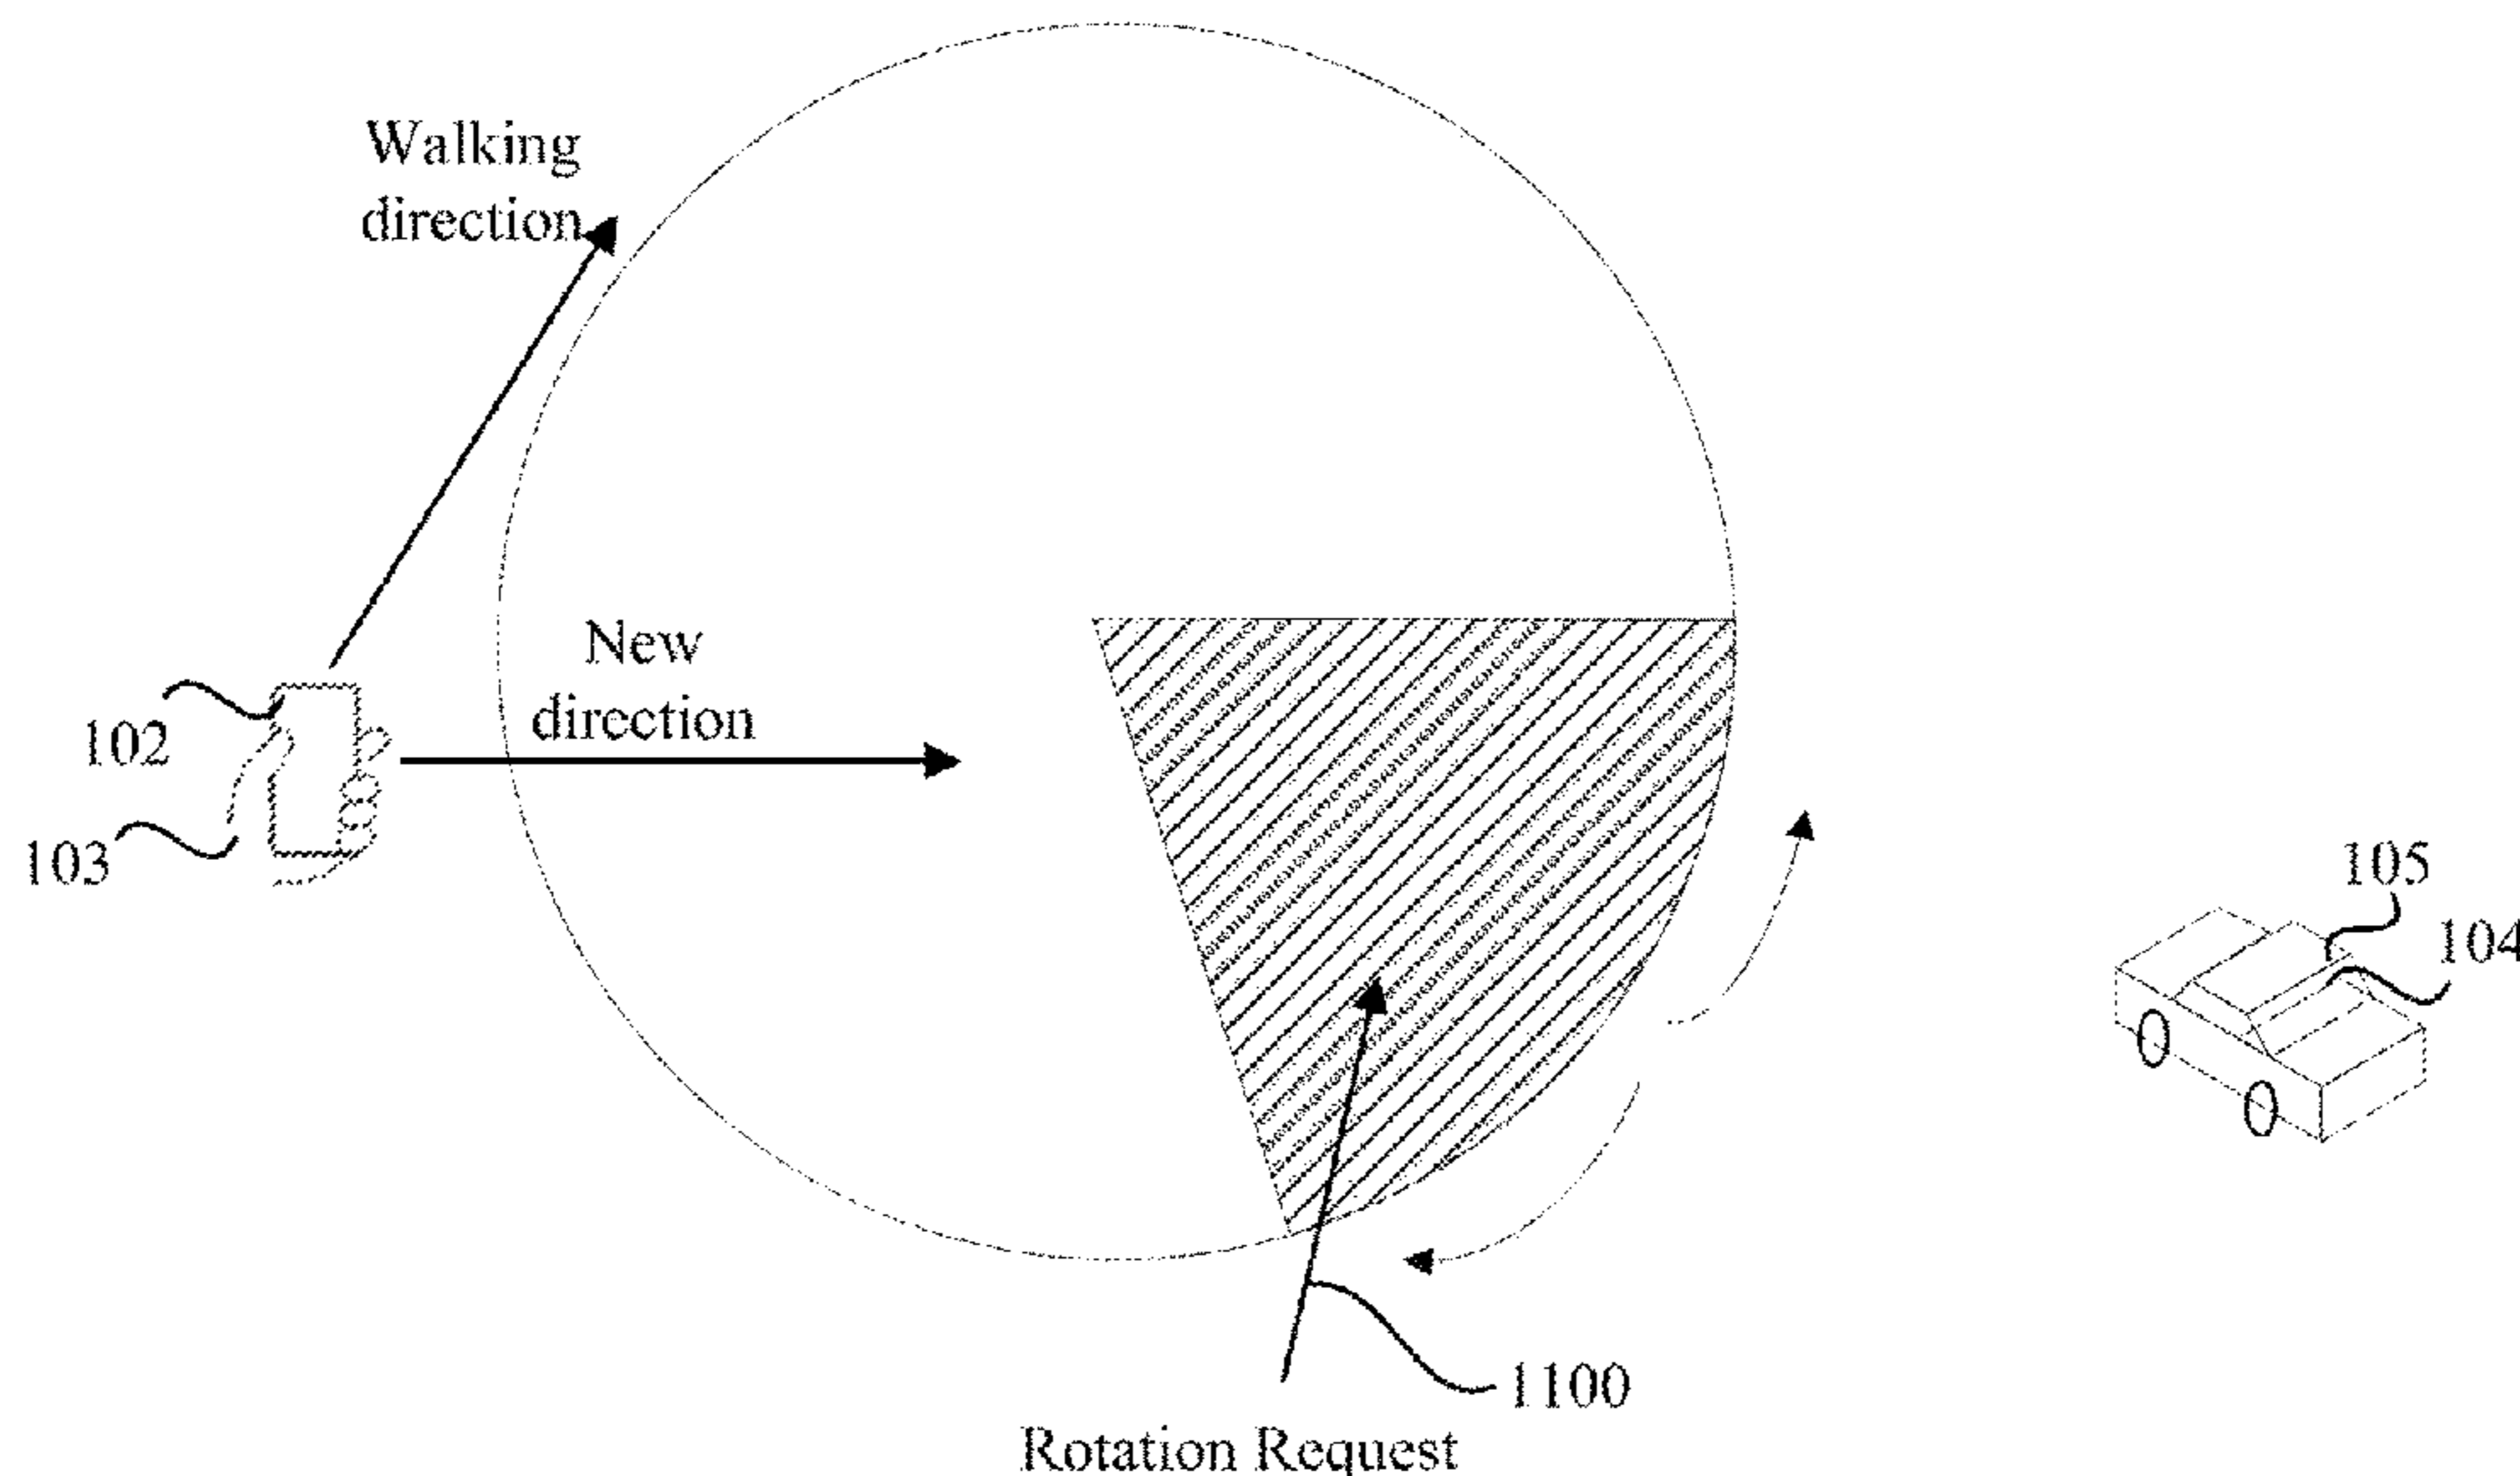 Walking
direction
New
direction
102
103
105
104
1100
Rotation Request